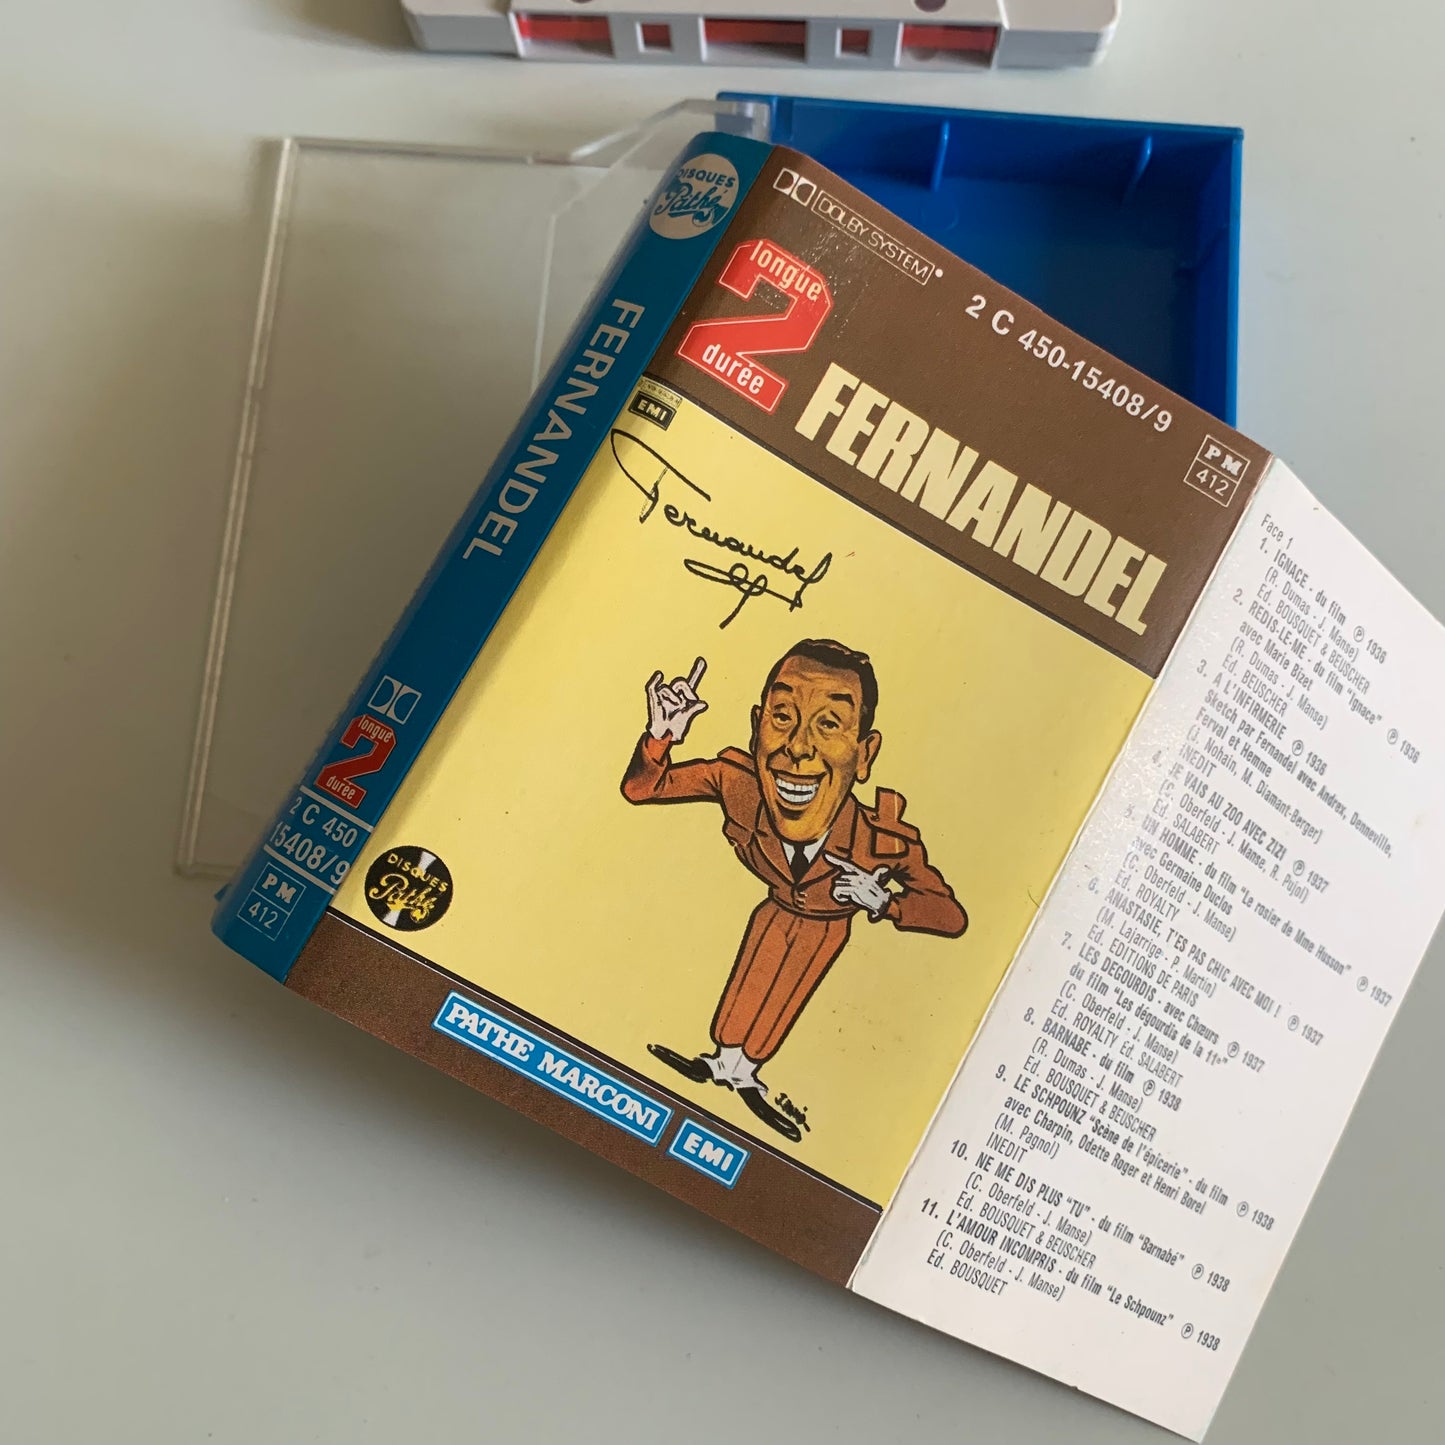 DISQUES
Pathé
FERNANDEL
longue
2
durée
2 C 450
15408/9
PM
412
DOLBY SYSTEM
longue
2
durée
2 C 450-15408/9
FERNANDEL
PM
412
EMI
Fernandel
DISQUES
Pathé
PATHE MARCONI
EMI
Face 1
1. IGNACE - du film ℗ 1936
(R. Dumas - J. Manse)
Ed. BOUSQUET & BEUSCHER
2. REDIS-LE-ME - du film "Ignace" ℗ 1936
avec Marie Bizet
(R. Dumas - J. Manse)
Ed. BEUSCHER
3. A L'INFIRMERIE ℗ 1936
Sketch par Fernandel avec Andrex, Denneville,
Ferval et Hemme
(J. Nohain, M. Diamant-Berger)
INEDIT
4. JE VAIS AU ZOO AVEC ZIZI ℗ 1937
(C. Oberfeld - J. Manse, R. Pujol)
Ed. SALABERT
5. UN HOMME - du film "Le rosier de Mme Husson" ℗ 1937
avec Germaine Duclos
(C. Oberfeld - J. Manse)
Ed. ROYALTY
6. ANASTASIE, T'ES PAS CHIC AVEC MOI ! ℗ 1937
(M. Lajarrige - P. Martin)
Ed. EDITIONS DE PARIS
7. LES DEGOURDIS - avec Chœurs ℗ 1937
du film "Les dégourdis de la 11e"
(C. Oberfeld - J. Manse)
Ed. ROYALTY Ed. SALABERT
8. BARNABE - du film ℗ 1938
(R. Dumas - J. Manse)
Ed. BOUSQUET & BEUSCHER
9. LE SCHPOUNZ "Scène de l'épicerie" - du film ℗ 1938
avec Charpin, Odette Roger et Henri Borel
(M. Pagnol)
INEDIT
10. NE ME DIS PLUS "TU" - du film "Barnabé" ℗ 1938
(C. Oberfeld - J. Manse)
Ed. BOUSQUET & BEUSCHER
11. L'AMOUR INCOMPRIS - du film "Le Schpounz" ℗ 1938
(C. Oberfeld - J. Manse)
Ed. BOUSQUET